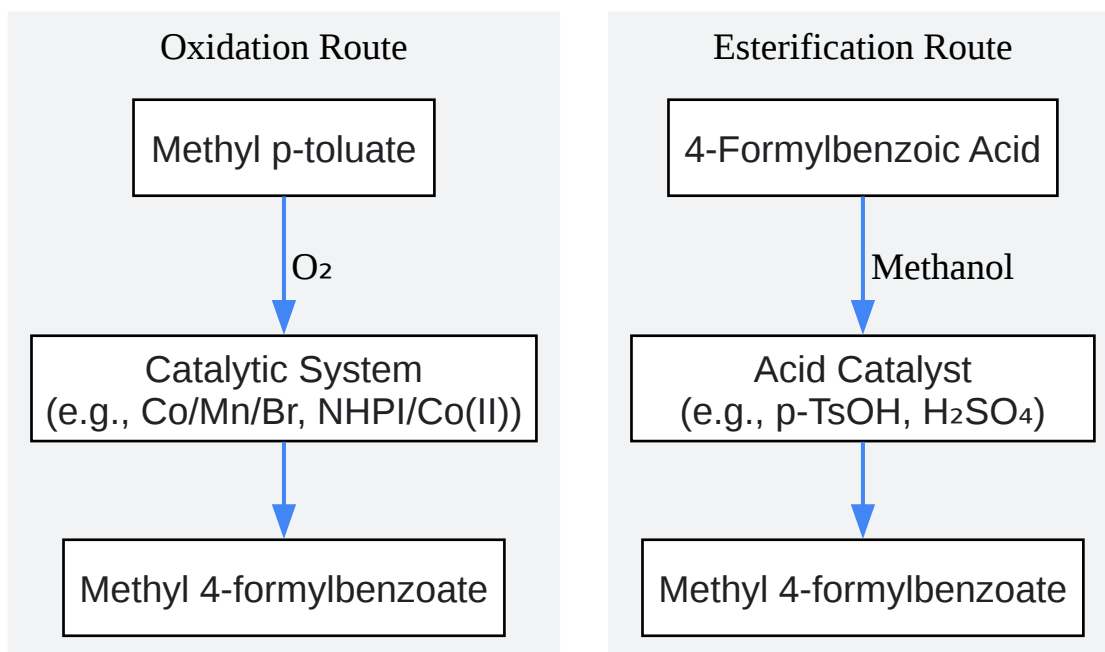 Oxidation Route
Methyl p-toluate
O₂
Catalytic System
(e.g., Co/Mn/Br, NHPI/Co(II))
Methyl 4-formylbenzoate
Esterification Route
4-Formylbenzoic Acid
Methanol
Acid Catalyst
(e.g., p-TsOH, H₂SO₄)
Methyl 4-formylbenzoate